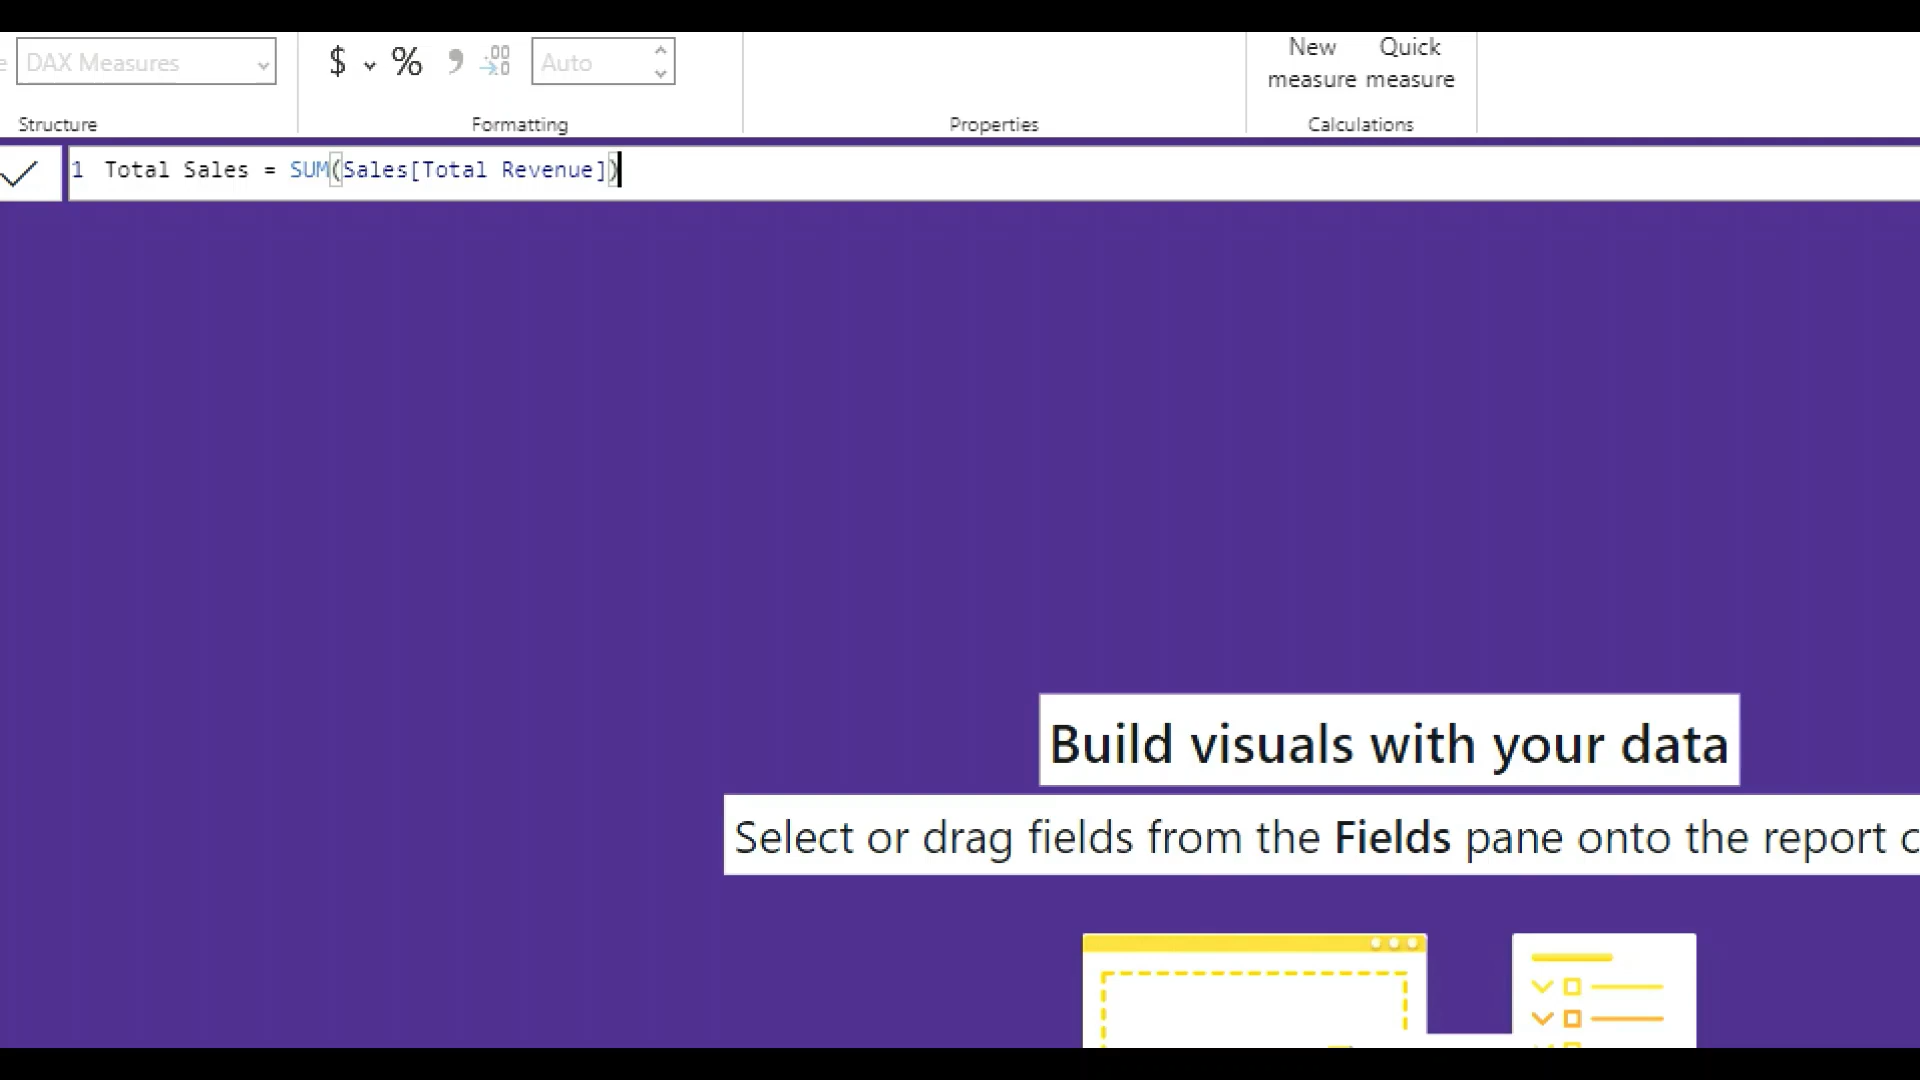 DAX Measures
$ % Auto
New Quick
measure measure
Structure
Formatting
Properties
Calculations
1 Total Sales = SUM(Sales[Total Revenue])
Build visuals with your data
Select or drag fields from the Fields pane onto the report c